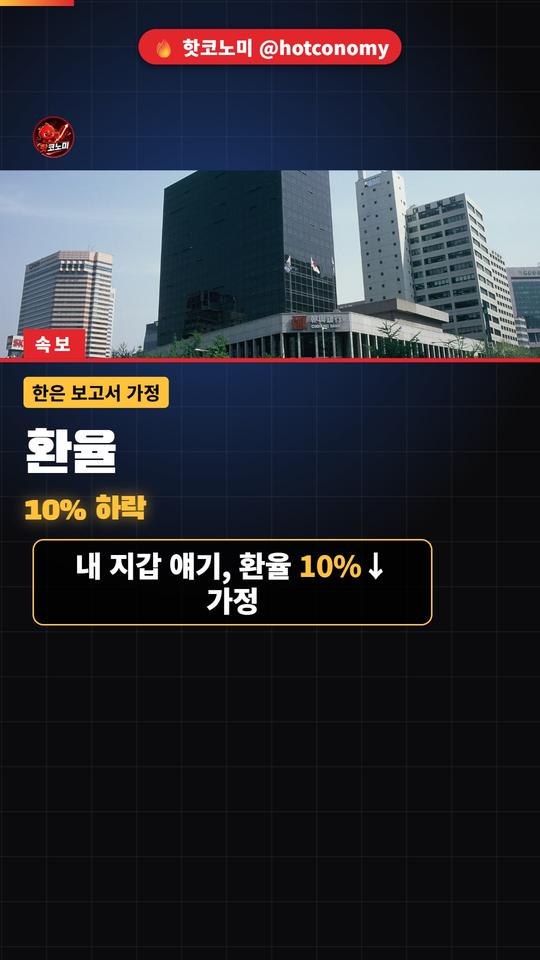 🔥 핫코노미 @hotconomy
핫코노미
속보
한은 보고서 가정
환율
10% 하락
내 지갑 얘기, 환율 10%↓
가정